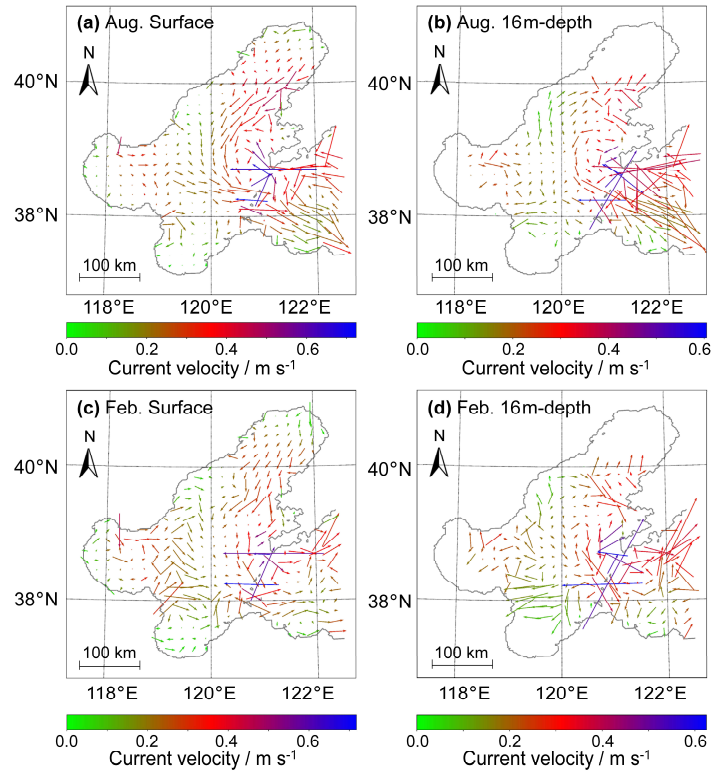 (a) Aug. Surface
N
40°N
38°N
100 km
118°E 120°E 122°E
0.0 0.2 0.4 0.6
Current velocity / m s⁻¹
(b) Aug. 16m-depth
N
40°N
38°N
100 km
118°E 120°E 122°E
0.0 0.2 0.4 0.6
Current velocity / m s⁻¹
(c) Feb. Surface
N
40°N
38°N
100 km
118°E 120°E 122°E
0.0 0.2 0.4 0.6
Current velocity / m s⁻¹
(d) Feb. 16m-depth
N
40°N
38°N
100 km
118°E 120°E 122°E
0.0 0.2 0.4 0.6
Current velocity / m s⁻¹